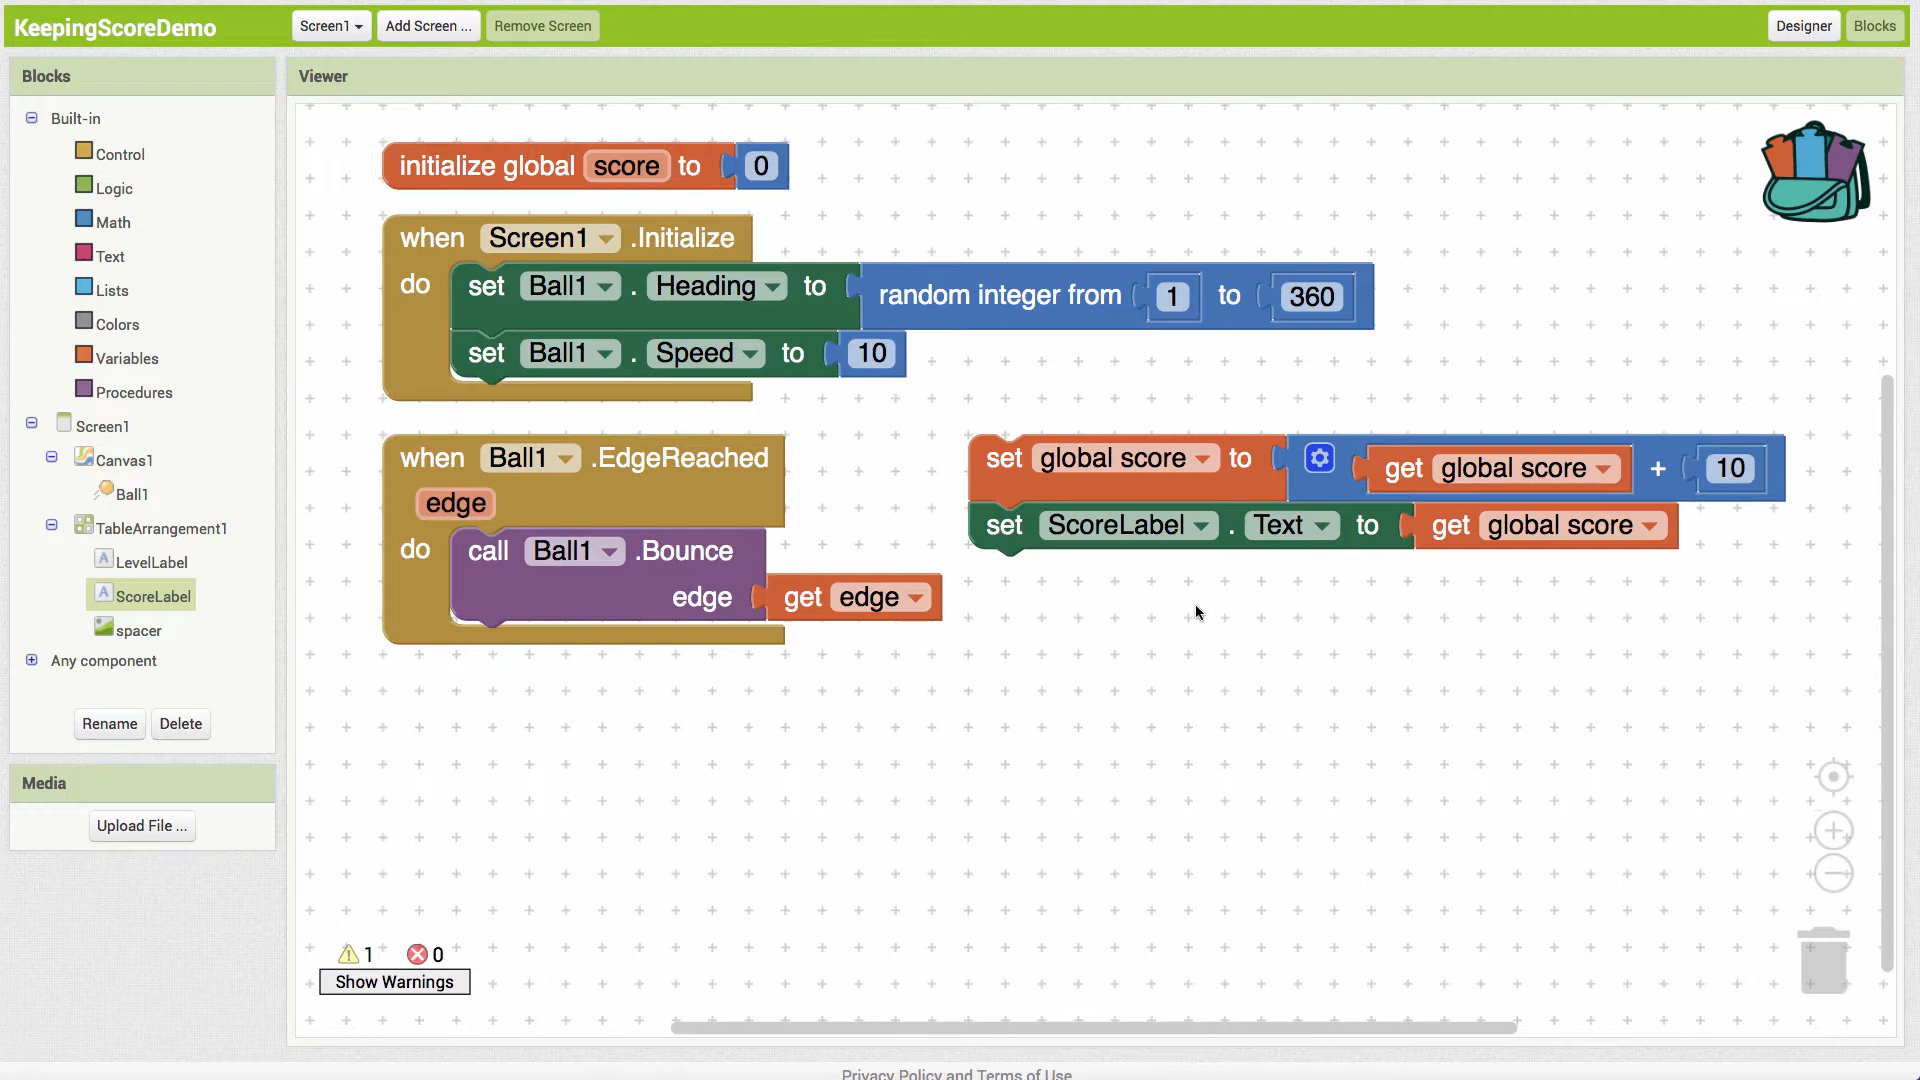 KeepingScoreDemo
Screen1
Add Screen ...
Remove Screen
Designer
Blocks
Blocks
Viewer
Built-in
Control
Logic
Math
Text
Lists
Colors
Variables
Procedures
Screen1
Canvas1
Ball1
TableArrangement1
A LevelLabel
A ScoreLabel
spacer
Any component
Rename
Delete
Media
Upload File ...
initialize global score to 0
when Screen1 .Initialize
do set Ball1 . Heading to random integer from 1 to 360
set Ball1 . Speed to 10
when Ball1 .EdgeReached
edge
do call Ball1 .Bounce
edge get edge
set global score to get global score + 10
set ScoreLabel . Text to get global score
1 0
Show Warnings
Privacy Policy and Terms of Use